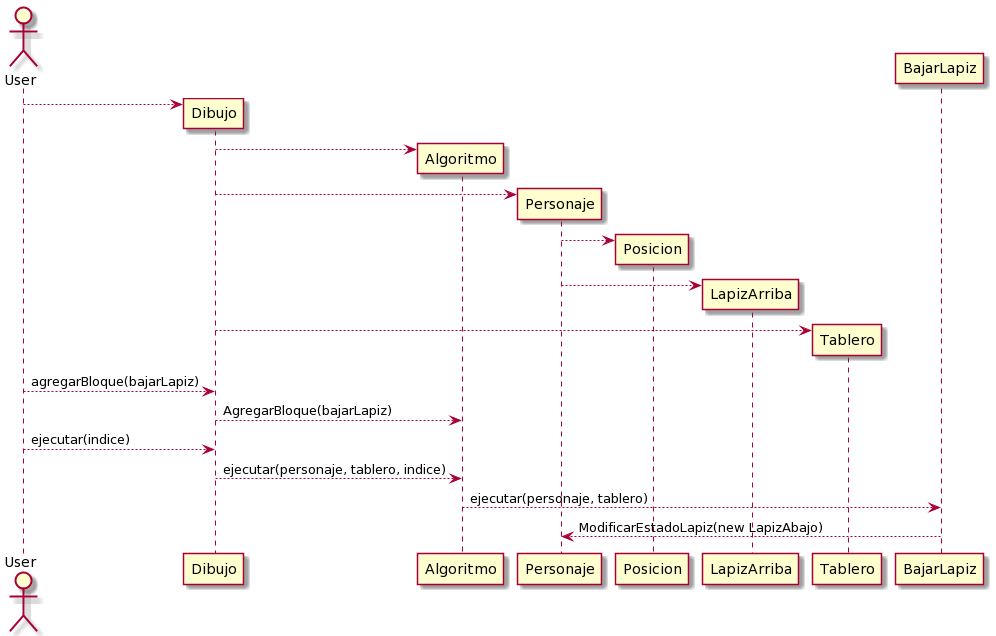 User
BajarLapiz
Dibujo
Algoritmo
Personaje
Posicion
LapizArriba
Tablero
agregarBloque(bajarLapiz)
AgregarBloque(bajarLapiz)
ejecutar(indice)
ejecutar(personaje, tablero, indice)
ejecutar(personaje, tablero)
ModificarEstadoLapiz(new LapizAbajo)
User
Dibujo
Algoritmo
Personaje
Posicion
LapizArriba
Tablero
BajarLapiz